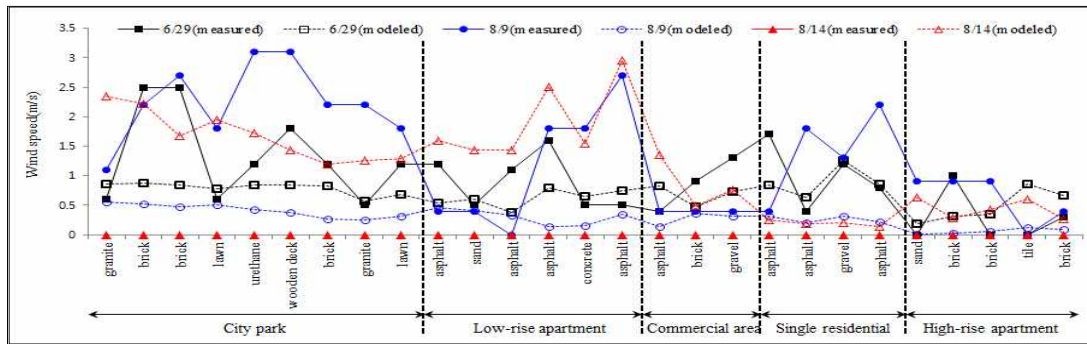 6/29(measured) 6/29(modeled) 8/9(measured) 8/9(modeled) 8/14(measured) 8/14(modeled)
Wind speed(m/s)
3.5
3
2.5
2
1.5
1
0.5
0
granite
brick
brick
lawn
urethane
wooden deck
brick
granite
lawn
asphalt
sand
asphalt
asphalt
concrete
asphalt
asphalt
brick
gravel
asphalt
asphalt
gravel
asphalt
sand
brick
brick
tile
brick
City park Low-rise apartment Commercial area Single residential High-rise apartment